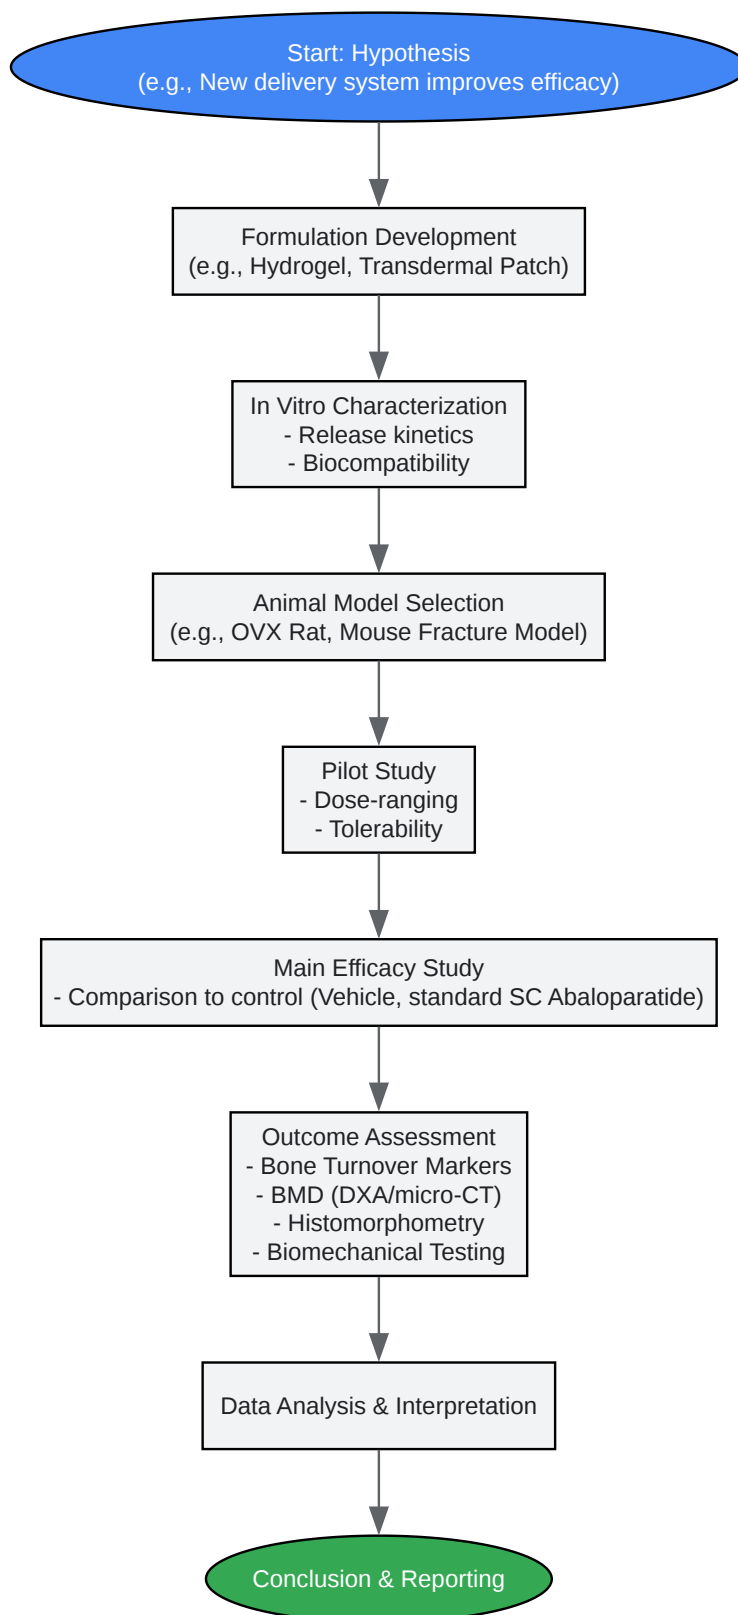 Start: Hypothesis
(e.g., New delivery system improves efficacy)
Formulation Development
(e.g., Hydrogel, Transdermal Patch)
In Vitro Characterization
- Release kinetics
- Biocompatibility
Animal Model Selection
(e.g., OVX Rat, Mouse Fracture Model)
Pilot Study
- Dose-ranging
- Tolerability
Main Efficacy Study
- Comparison to control (Vehicle, standard SC Abaloparatide)
Outcome Assessment
- Bone Turnover Markers
- BMD (DXA/micro-CT)
- Histomorphometry
- Biomechanical Testing
Data Analysis & Interpretation
Conclusion & Reporting